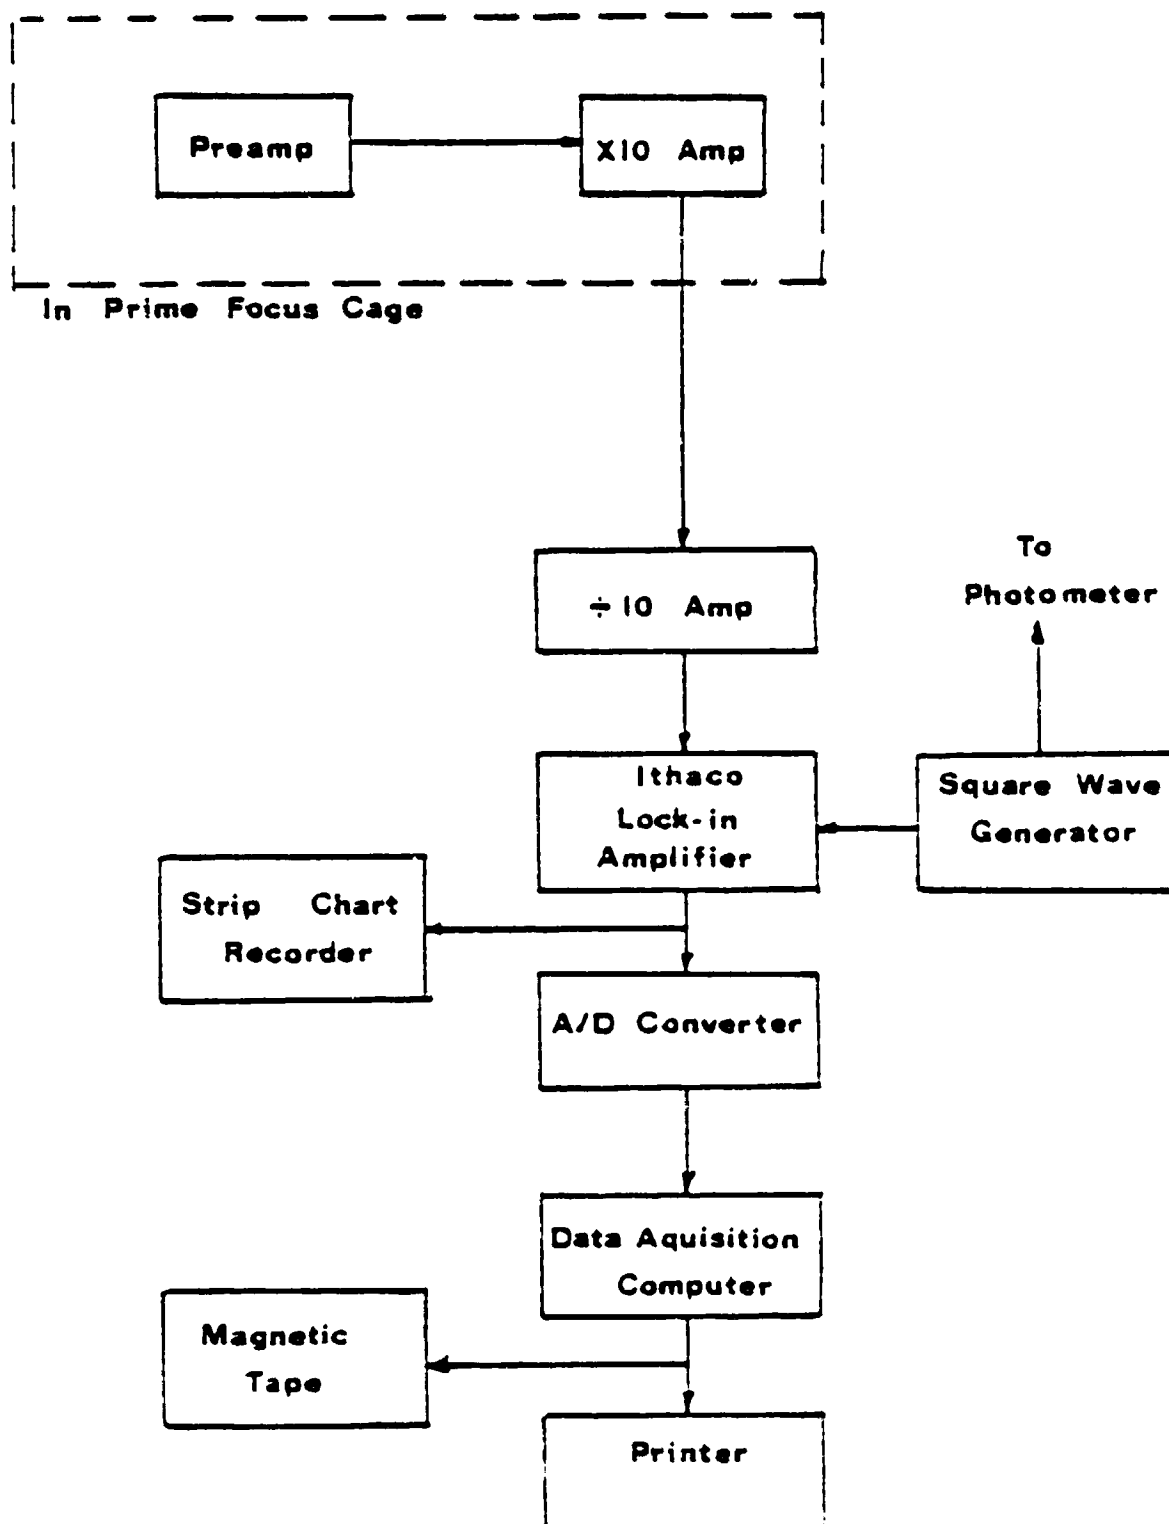 Preamp
X10 Amp
In Prime Focus Cage
÷10 Amp
To
Photometer
Ithaco
Lock-in
Amplifier
Square Wave
Generator
Strip Chart
Recorder
A/D Converter
Data Aquisition
Computer
Magnetic
Tape
Printer